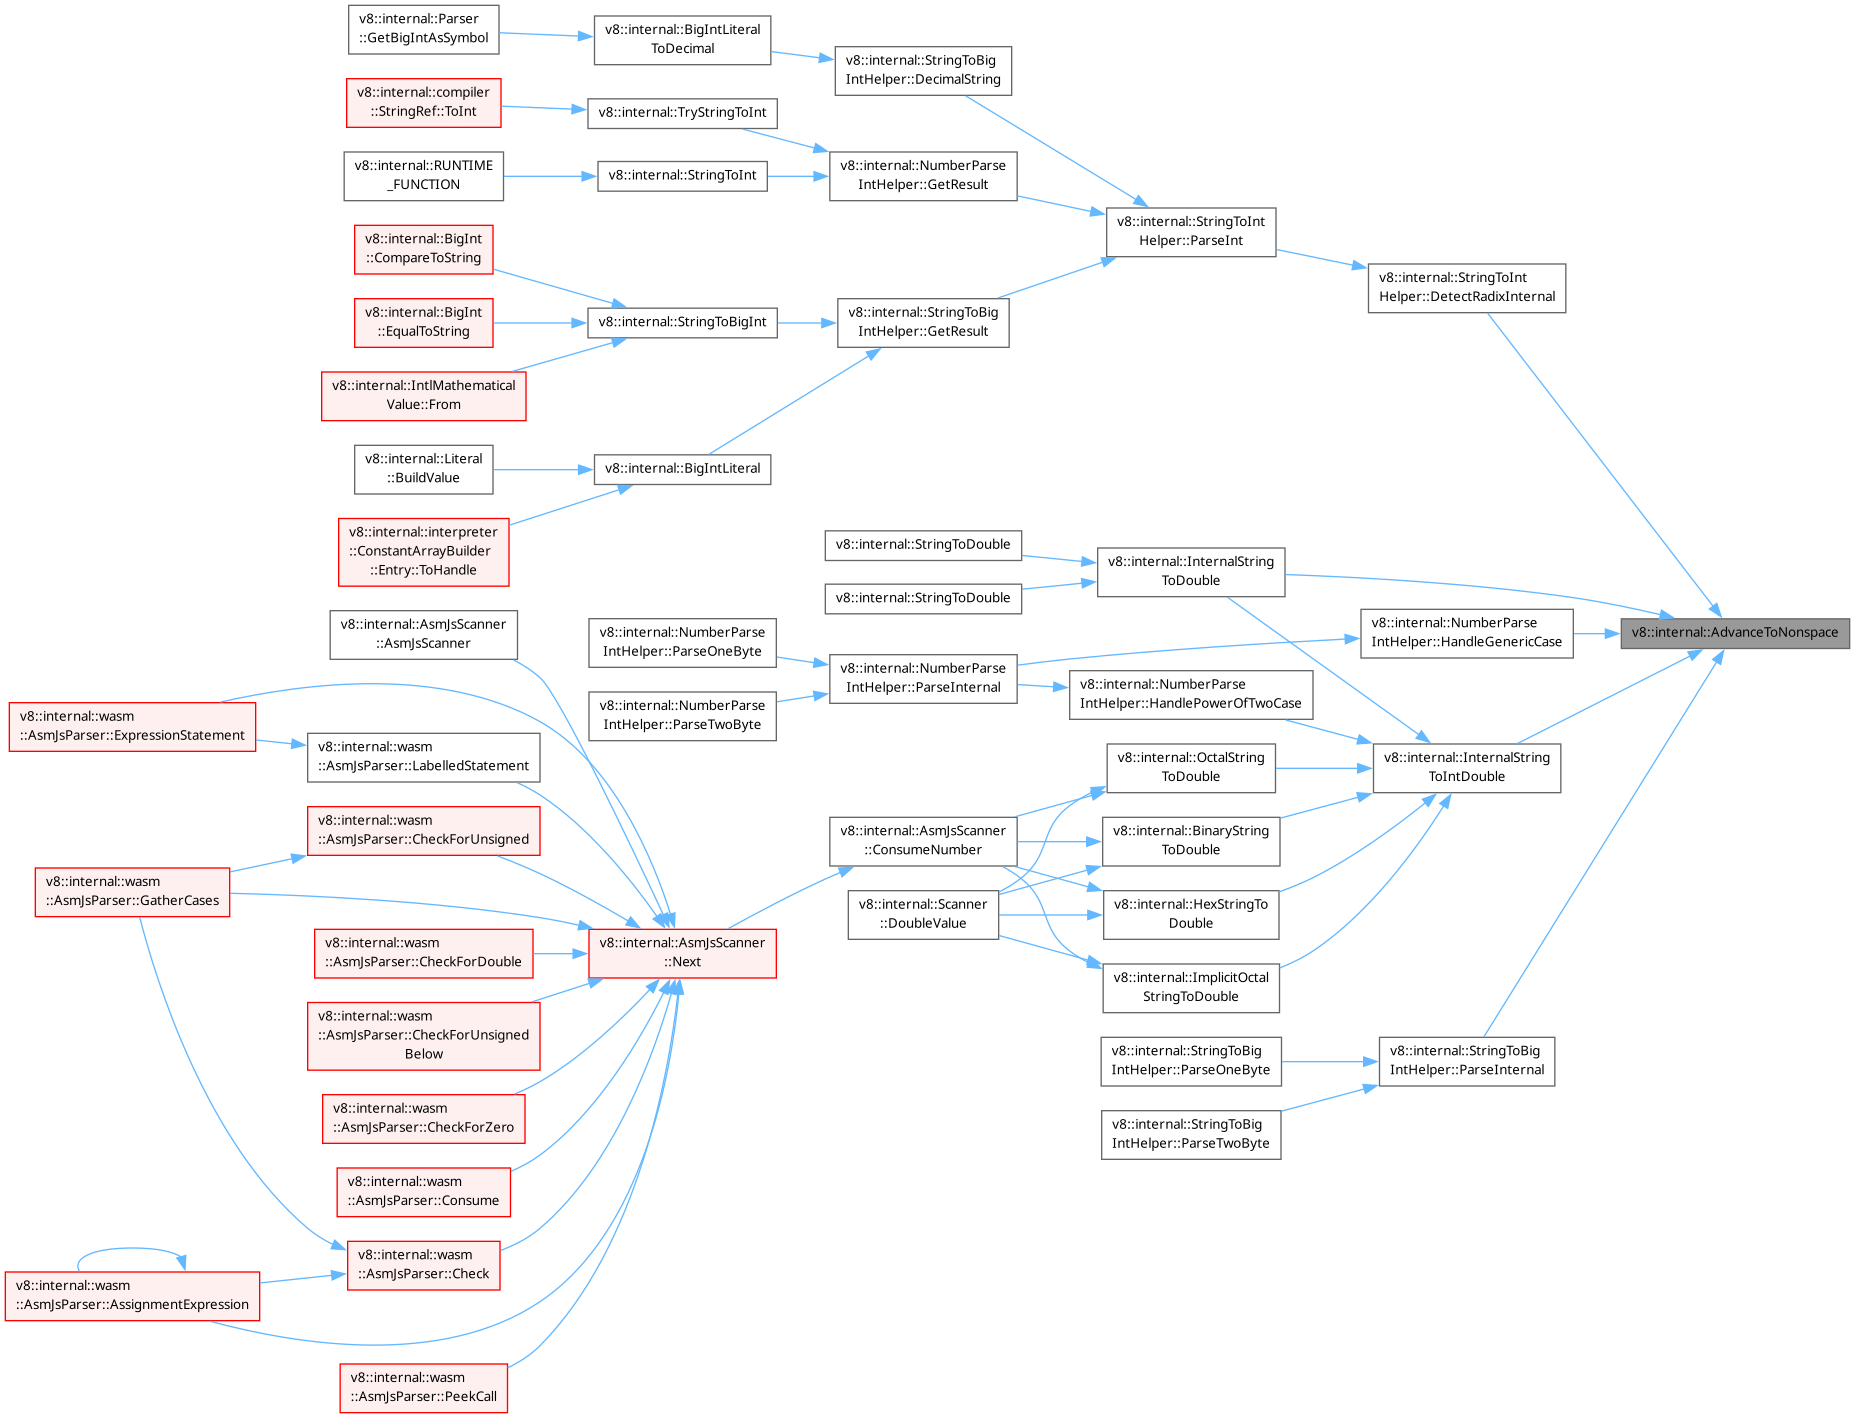 v8::internal::Parser
::GetBigIntAsSymbol
v8::internal::BigIntLiteral
ToDecimal
v8::internal::StringToBig
IntHelper::DecimalString
v8::internal::compiler
::StringRef::ToInt
v8::internal::TryStringToInt
v8::internal::RUNTIME
_FUNCTION
v8::internal::StringToInt
v8::internal::NumberParse
IntHelper::GetResult
v8::internal::StringToInt
Helper::ParseInt
v8::internal::BigInt
::CompareToString
v8::internal::StringToInt
Helper::DetectRadixInternal
v8::internal::BigInt
::EqualToString
v8::internal::StringToBigInt
v8::internal::StringToBig
IntHelper::GetResult
v8::internal::IntlMathematical
Value::From
v8::internal::Literal
::BuildValue
v8::internal::BigIntLiteral
v8::internal::interpreter
::ConstantArrayBuilder
::Entry::ToHandle
v8::internal::StringToDouble
v8::internal::StringToDouble
v8::internal::InternalString
ToDouble
v8::internal::AsmJsScanner
::AsmJsScanner
v8::internal::NumberParse
IntHelper::ParseOneByte
v8::internal::NumberParse
IntHelper::HandleGenericCase
v8::internal::AdvanceToNonspace
v8::internal::NumberParse
IntHelper::ParseInternal
v8::internal::NumberParse
IntHelper::ParseTwoByte
v8::internal::NumberParse
IntHelper::HandlePowerOfTwoCase
v8::internal::wasm
::AsmJsParser::ExpressionStatement
v8::internal::wasm
::AsmJsParser::LabelledStatement
v8::internal::OctalString
ToDouble
v8::internal::InternalString
ToIntDouble
v8::internal::wasm
::AsmJsParser::CheckForUnsigned
v8::internal::AsmJsScanner
::ConsumeNumber
v8::internal::BinaryString
ToDouble
v8::internal::wasm
::AsmJsParser::GatherCases
v8::internal::Scanner
::DoubleValue
v8::internal::HexStringTo
Double
v8::internal::wasm
::AsmJsParser::CheckForDouble
v8::internal::AsmJsScanner
::Next
v8::internal::ImplicitOctal
StringToDouble
v8::internal::wasm
::AsmJsParser::CheckForUnsigned
Below
v8::internal::StringToBig
IntHelper::ParseOneByte
v8::internal::StringToBig
IntHelper::ParseInternal
v8::internal::wasm
::AsmJsParser::CheckForZero
v8::internal::StringToBig
IntHelper::ParseTwoByte
v8::internal::wasm
::AsmJsParser::Consume
v8::internal::wasm
::AsmJsParser::Check
v8::internal::wasm
::AsmJsParser::AssignmentExpression
v8::internal::wasm
::AsmJsParser::PeekCall